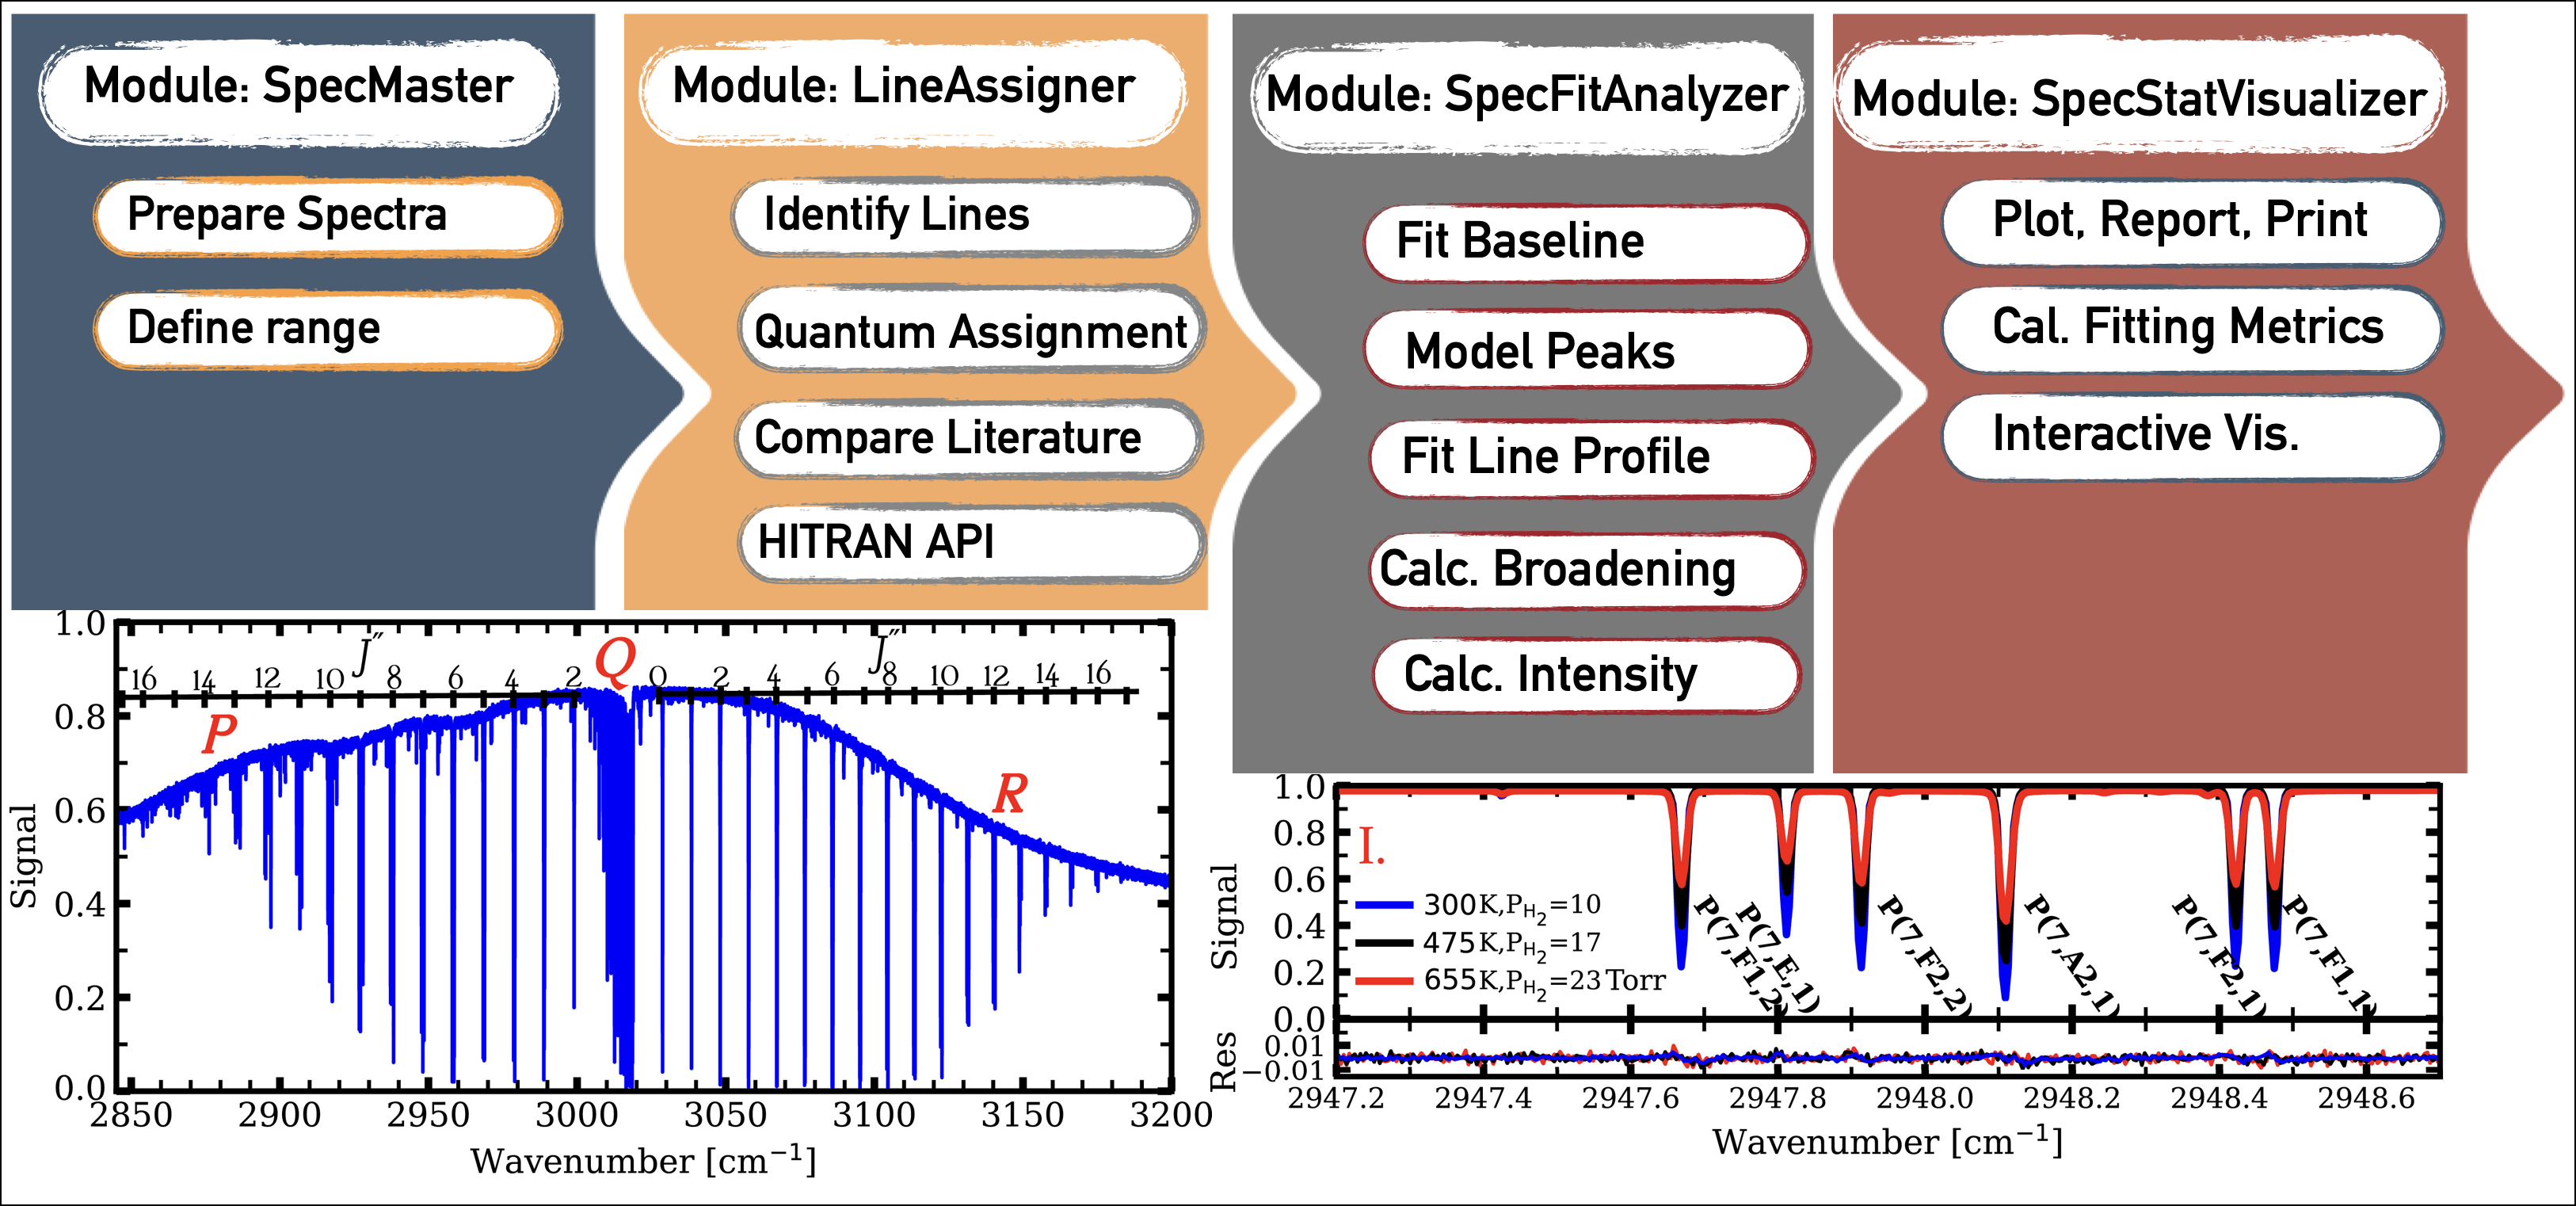 Module: SpecMaster
Prepare Spectra
Define range
Module: LineAssigner
Identify Lines
Quantum Assignment
Compare Literature
HITRAN API
Module: SpecFitAnalyzer
Fit Baseline
Model Peaks
Fit Line Profile
Calc. Broadening
Calc. Intensity
Module: SpecStatVisualizer
Plot, Report, Print
Cal. Fitting Metrics
Interactive Vis.
1.0
0.8
0.6
0.4
0.2
0.0
Signal
J″ J″
16 14 12 10 8 6 4 2 Q 0 2 4 6 8 10 12 14 16
P
R
2850 2900 2950 3000 3050 3100 3150 3200
Wavenumber [cm⁻¹]
1.0
0.8
0.6
0.4
0.2
0.0
Signal
I.
300K,P_H₂=10
475K,P_H₂=17
655K,P_H₂=23 Torr
P(7,F1,2)
P(7,E,1)
P(7,F2,2)
P(7,A2,1)
P(7,F2,1)
P(7,F1,1)
Res
0.01
−0.01
2947.2 2947.4 2947.6 2947.8 2948.0 2948.2 2948.4 2948.6
Wavenumber [cm⁻¹]